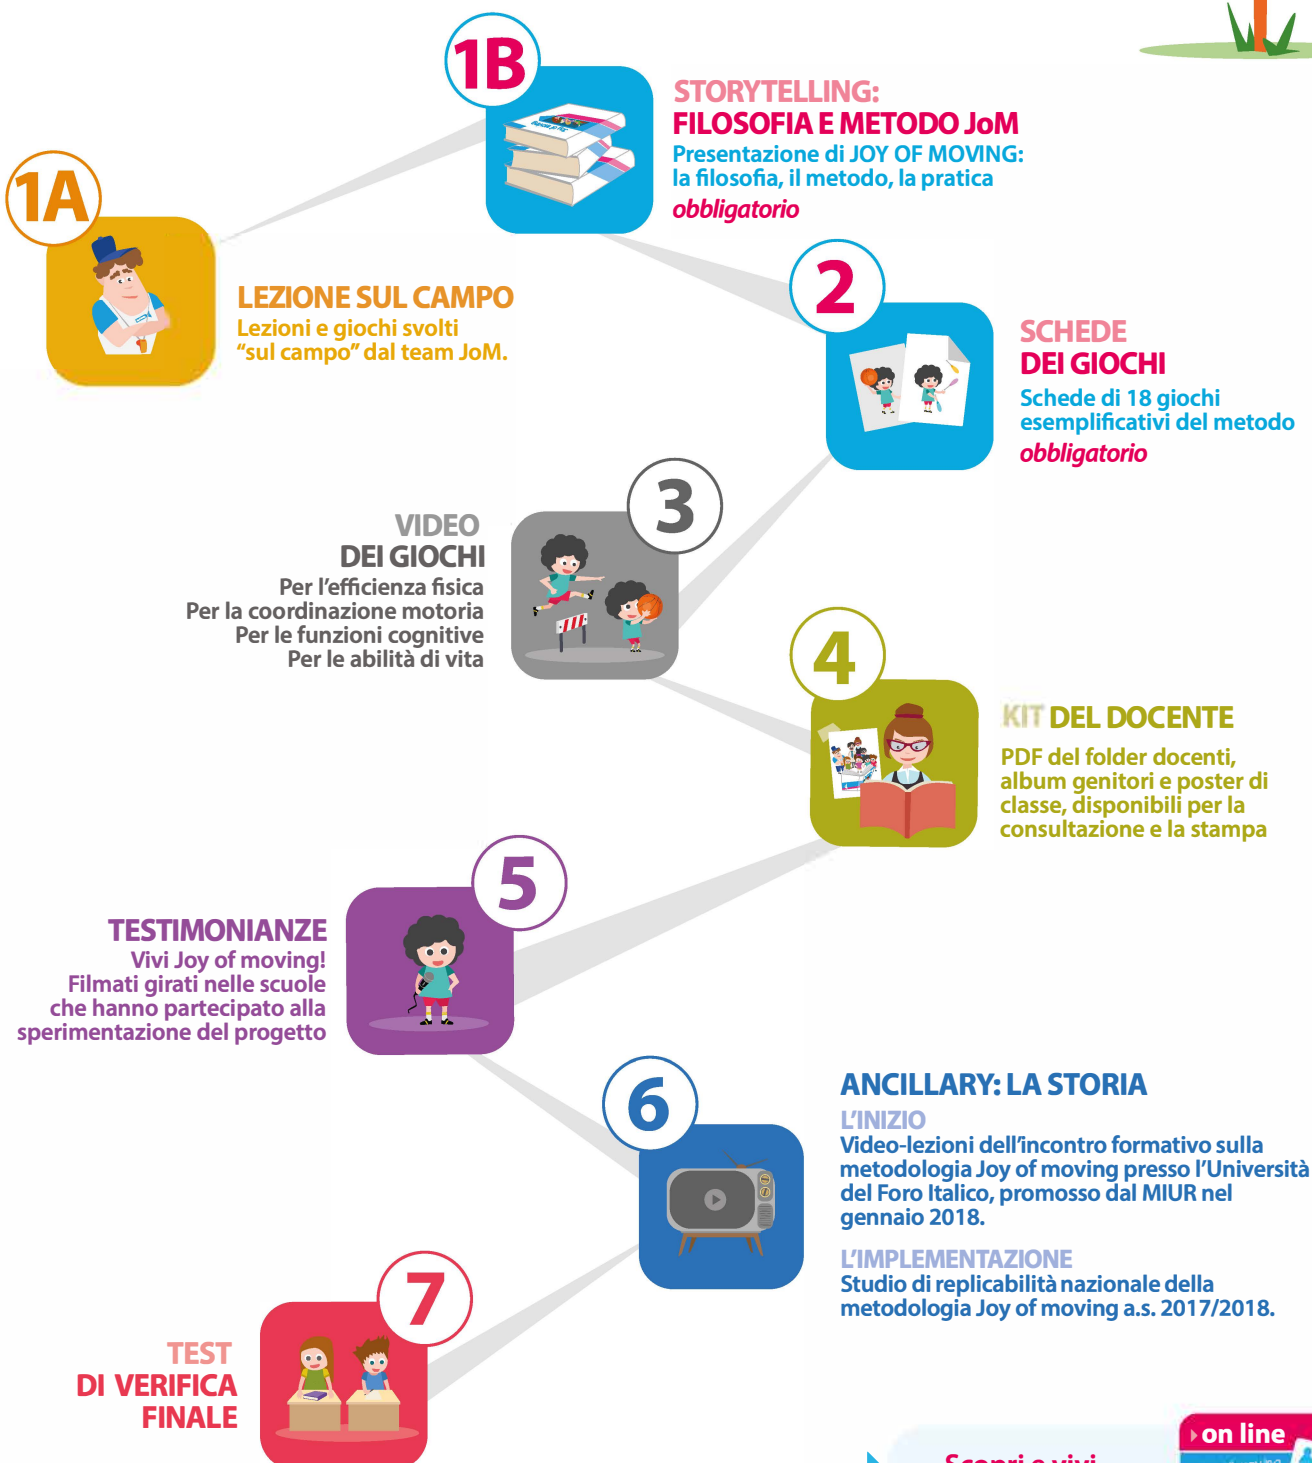 1B
STORYTELLING:
FILOSOFIA E METODO JoM
Presentazione di JOY OF MOVING:
la filosofia, il metodo, la pratica
obbligatorio
1A
LEZIONE SUL CAMPO
Lezioni e giochi svolti
“sul campo” dal team JoM.
2
SCHEDE
DEI GIOCHI
Schede di 18 giochi
esemplificativi del metodo
obbligatorio
3
VIDEO
DEI GIOCHI
Per l’efficienza fisica
Per la coordinazione motoria
Per le funzioni cognitive
Per le abilità di vita
4
KIT DEL DOCENTE
PDF del folder docenti,
album genitori e poster di
classe, disponibili per la
consultazione e la stampa
5
TESTIMONIANZE
Vivi Joy of moving!
Filmati girati nelle scuole
che hanno partecipato alla
sperimentazione del progetto
6
ANCILLARY: LA STORIA
L’INIZIO
Video-lezioni dell’incontro formativo sulla
metodologia Joy of moving presso l’Università
del Foro Italico, promosso dal MIUR nel
gennaio 2018.
L’IMPLEMENTAZIONE
Studio di replicabilità nazionale della
metodologia Joy of moving a.s. 2017/2018.
7
TEST
DI VERIFICA
FINALE
on line
Scopri e vivi